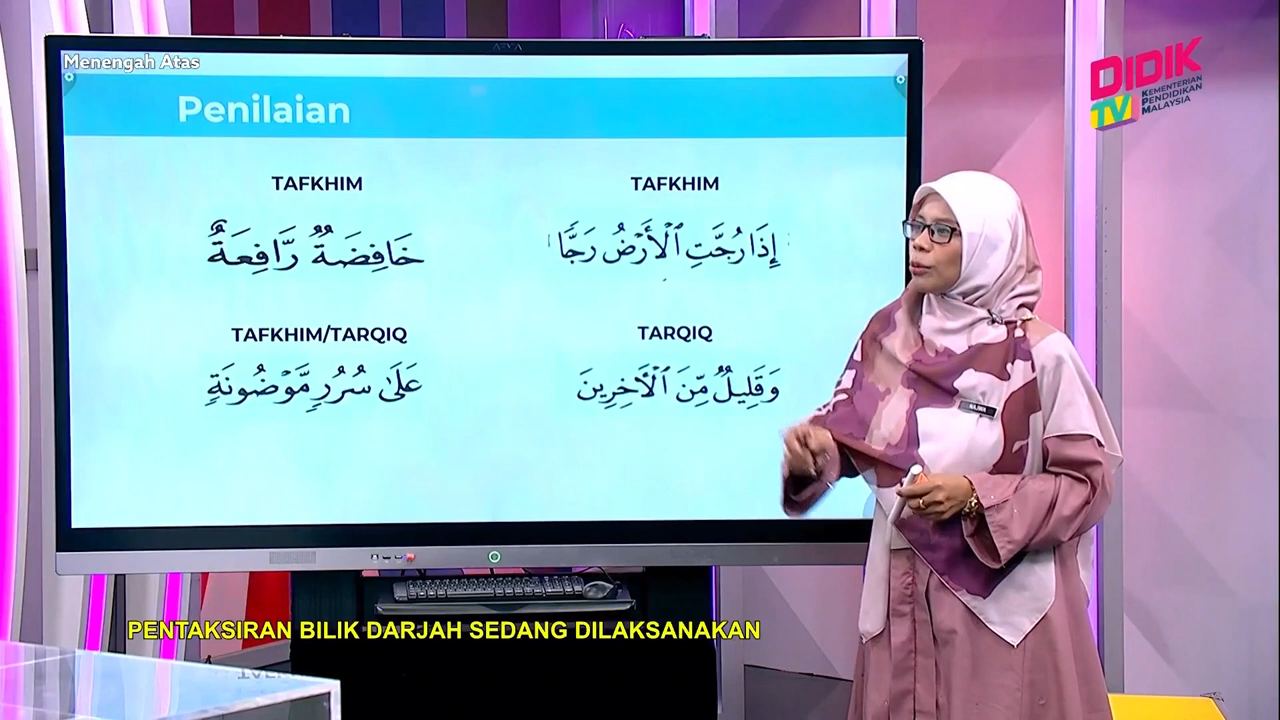 Menengah Atas
DIDIK
TV
KEMENTERIAN
PENDIDIKAN
MALAYSIA
Penilaian
TAFKHIM
TAFKHIM
خَافِضَةٌ رَّافِعَةٌ
إِذَا رُجَّتِ ٱلْأَرْضُ رَجًّا
TAFKHIM/TARQIQ
TARQIQ
عَلَىٰ سُرُرٍ مَّوْضُونَةٍ
وَقَلِيلٌ مِّنَ ٱلْأَخِرِينَ
NAJWA
PENTAKSIRAN BILIK DARJAH SEDANG DILAKSANAKAN